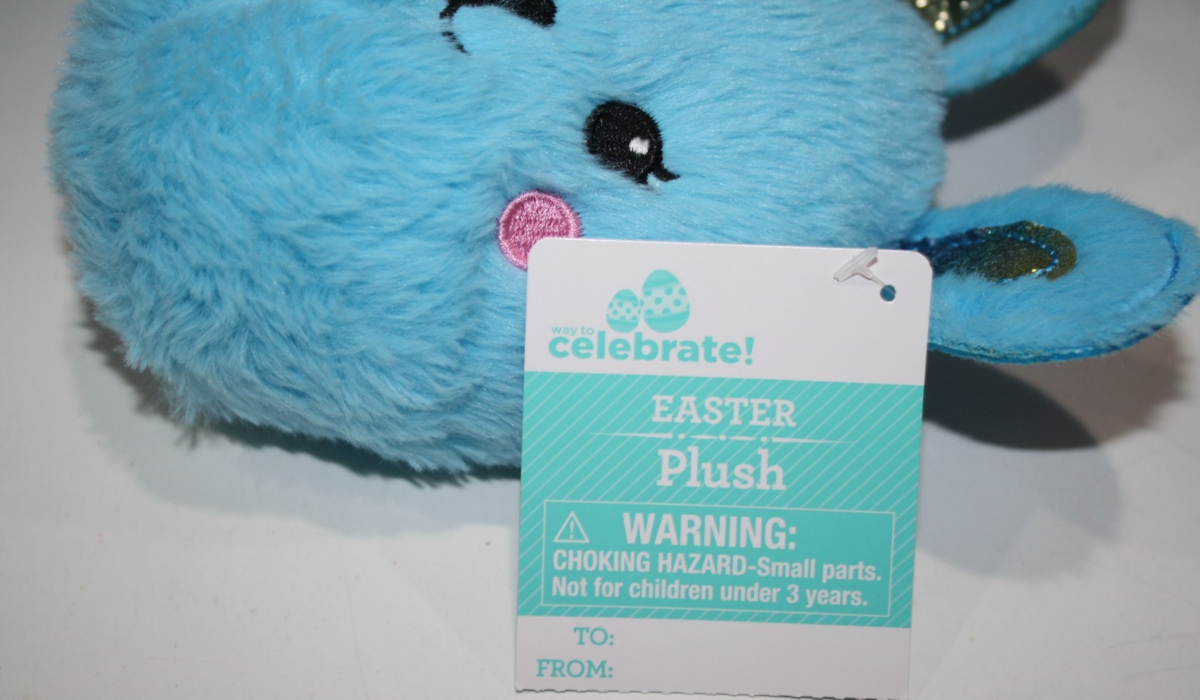 way to
celebrate!
EASTER
Plush
WARNING:
CHOKING HAZARD-Small parts.
Not for children under 3 years.
TO:
FROM: